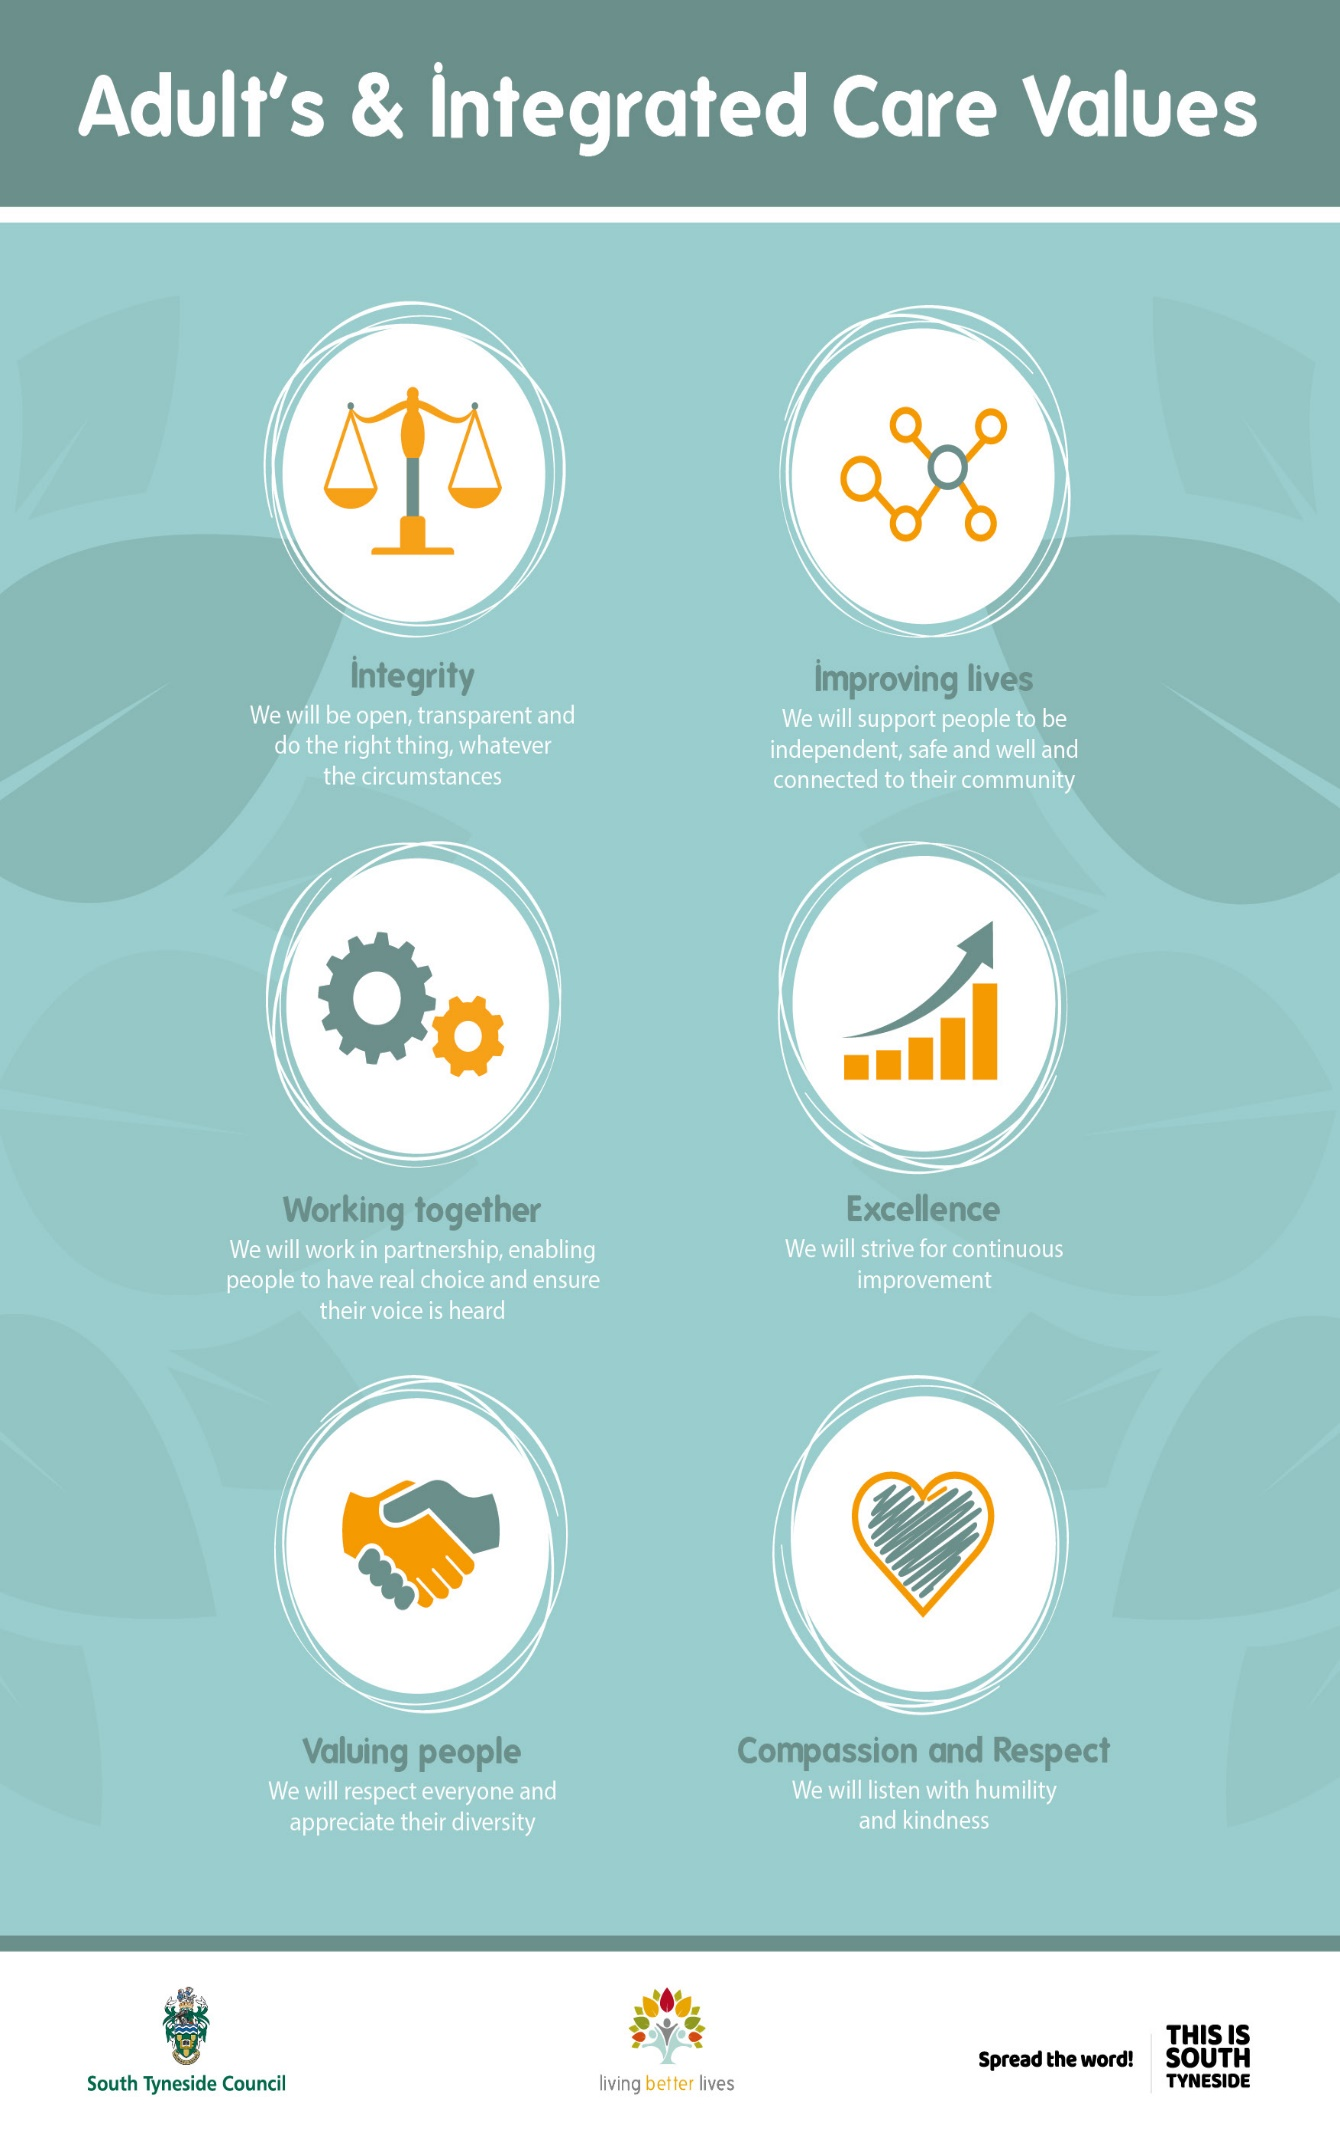 Adult's & integrated Care Values
integrity
We will be open, transparent and
do the right thing, whatever
the circumstances
improving lives
We will support people to be
independent, safe and well and
connected to their community
Working together
We will work in partnership, enabling
people to have real choice and ensure
their voice is heard
Excellence
We will strive for continuous
improvement
Valuing people
We will respect everyone and
appreciate their diversity
Compassion and Respect
We will listen with humility
and kindness
South Tyneside Council
living better lives
Spread the word!
THIS IS
SOUTH
TYNESIDE